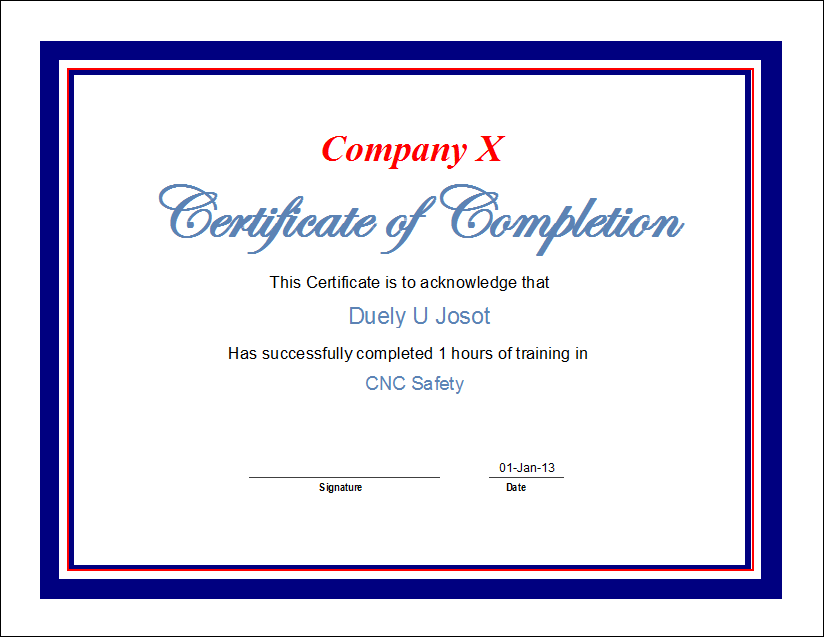 Company X
Certificate of Completion
This Certificate is to acknowledge that
Duely U Josot
Has successfully completed 1 hours of training in
CNC Safety
01-Jan-13
Signature
Date